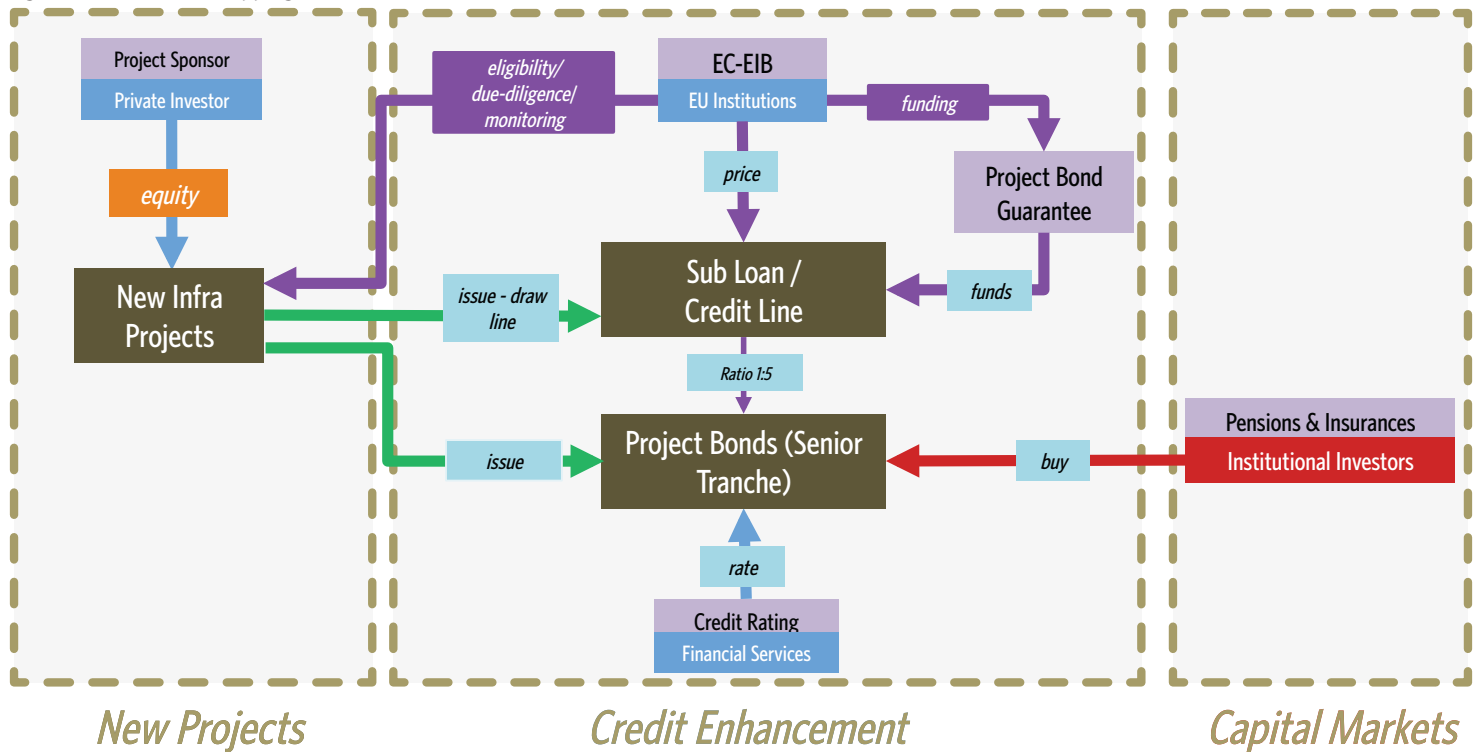 Project Sponsor
Private Investor
equity
New Infra
Projects
eligibility/
due-diligence/
monitoring
EC-EIB
EU Institutions
funding
price
Project Bond
Guarantee
Sub Loan /
Credit Line
issue - draw
line
funds
Ratio 1:5
Project Bonds (Senior
Tranche)
issue
buy
Pensions & Insurances
Institutional Investors
rate
Credit Rating
Financial Services
New Projects
Credit Enhancement
Capital Markets